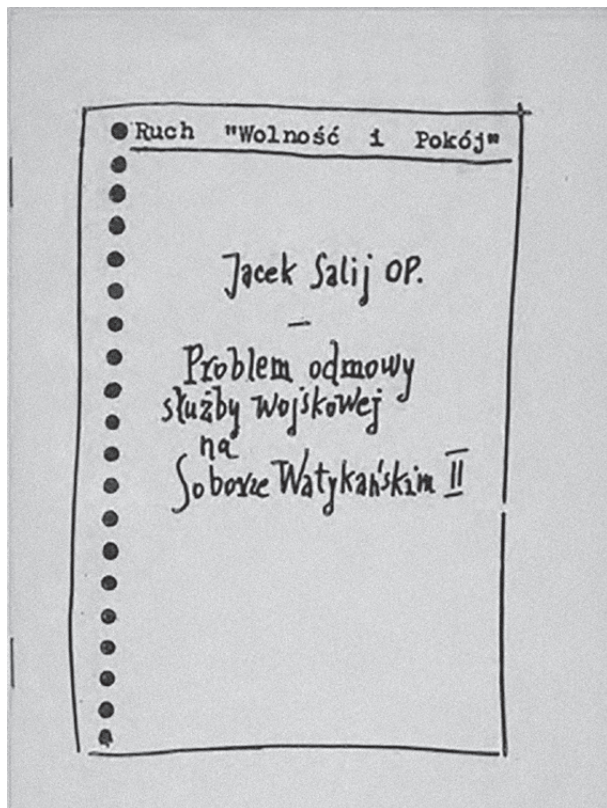 Ruch "Wolność i Pokój"
Jacek Salij OP.
—
Problem odmowy
służby wojskowej
na
Soborze Watykańskim II